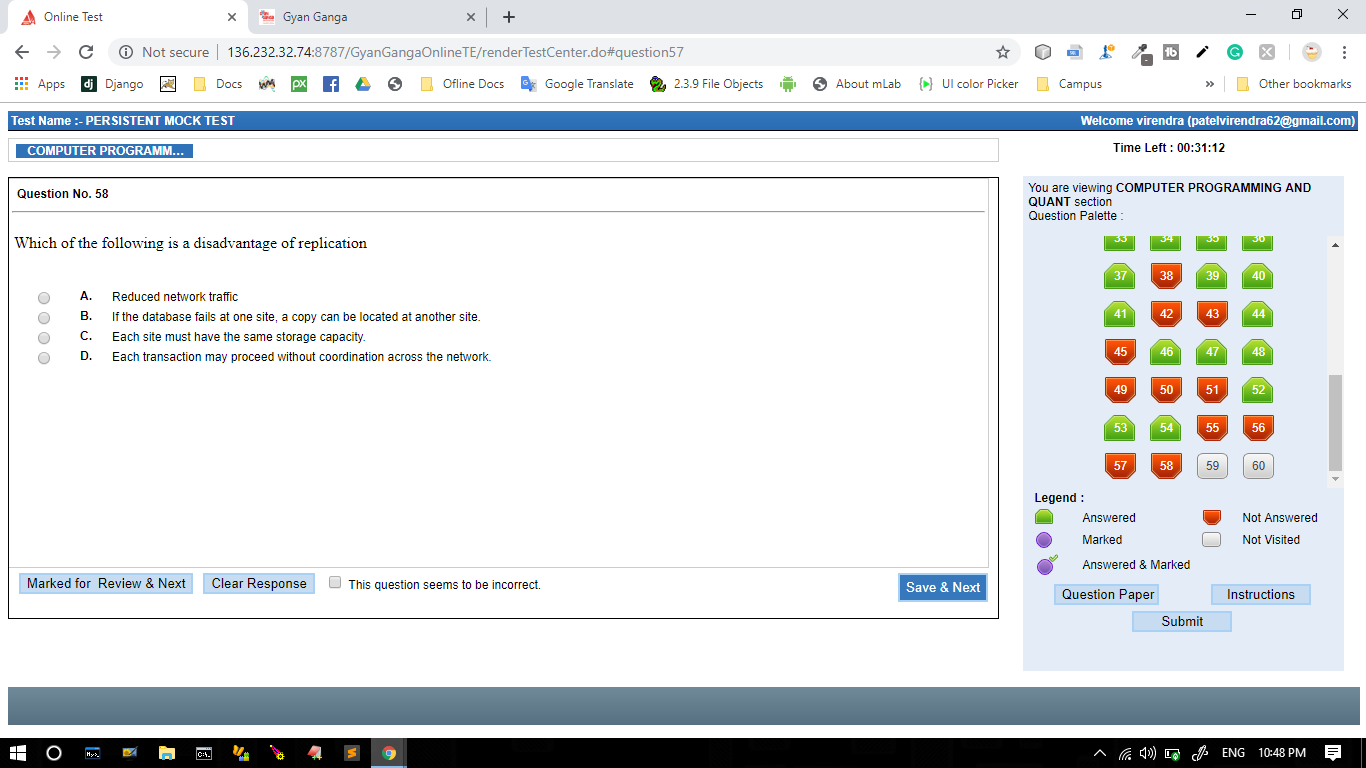 Online Test
Gyan Ganga
Not secure
136.232.32.74:8787/GyanGangaOnlineTE/renderTestCenter.do#question57
Apps
dj Django
Docs
px
Ofline Docs
Google Translate
2.3.9 File Objects
About mLab
UI color Picker
Campus
»
Other bookmarks
Test Name :- PERSISTENT MOCK TEST
Welcome virendra (patelvirendra62@gmail.com)
COMPUTER PROGRAMM...
Time Left : 00:31:12
Question No. 58
Which of the following is a disadvantage of replication
A. Reduced network traffic
B. If the database fails at one site, a copy can be located at another site.
C. Each site must have the same storage capacity.
D. Each transaction may proceed without coordination across the network.
Marked for Review & Next
Clear Response
This question seems to be incorrect.
Save & Next
You are viewing COMPUTER PROGRAMMING AND
QUANT section
Question Palette :
33 34 35 36
37 38 39 40
41 42 43 44
45 46 47 48
49 50 51 52
53 54 55 56
57 58 59 60
Legend :
Answered
Not Answered
Marked
Not Visited
Answered & Marked
Question Paper
Instructions
Submit
ENG
10:48 PM